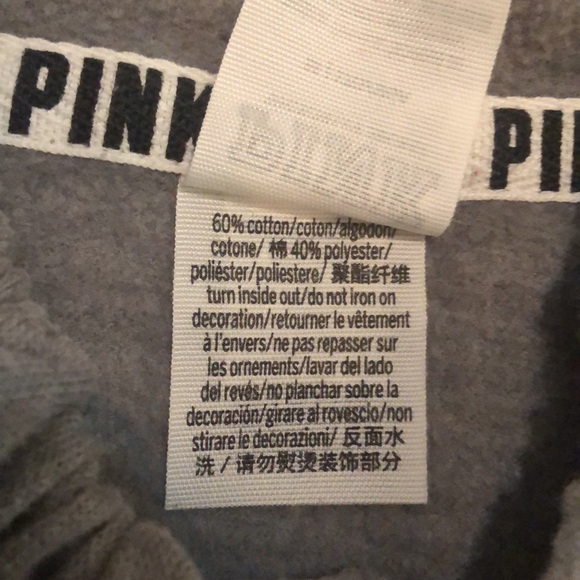 PINK
PI
60% cotton/coton/algodon/
cotone/ 棉 40% polyester/
poliéster/poliestere/ 聚酯纤维
turn inside out/do not iron on
decoration/retourner le vêtement
à l'envers/ne pas repasser sur
les ornements/lavar del lado
del revés/no planchar sobre la
decoración/girare al rovescio/non
stirare le decorazioni/ 反面水
洗 / 请勿熨烫装饰部分